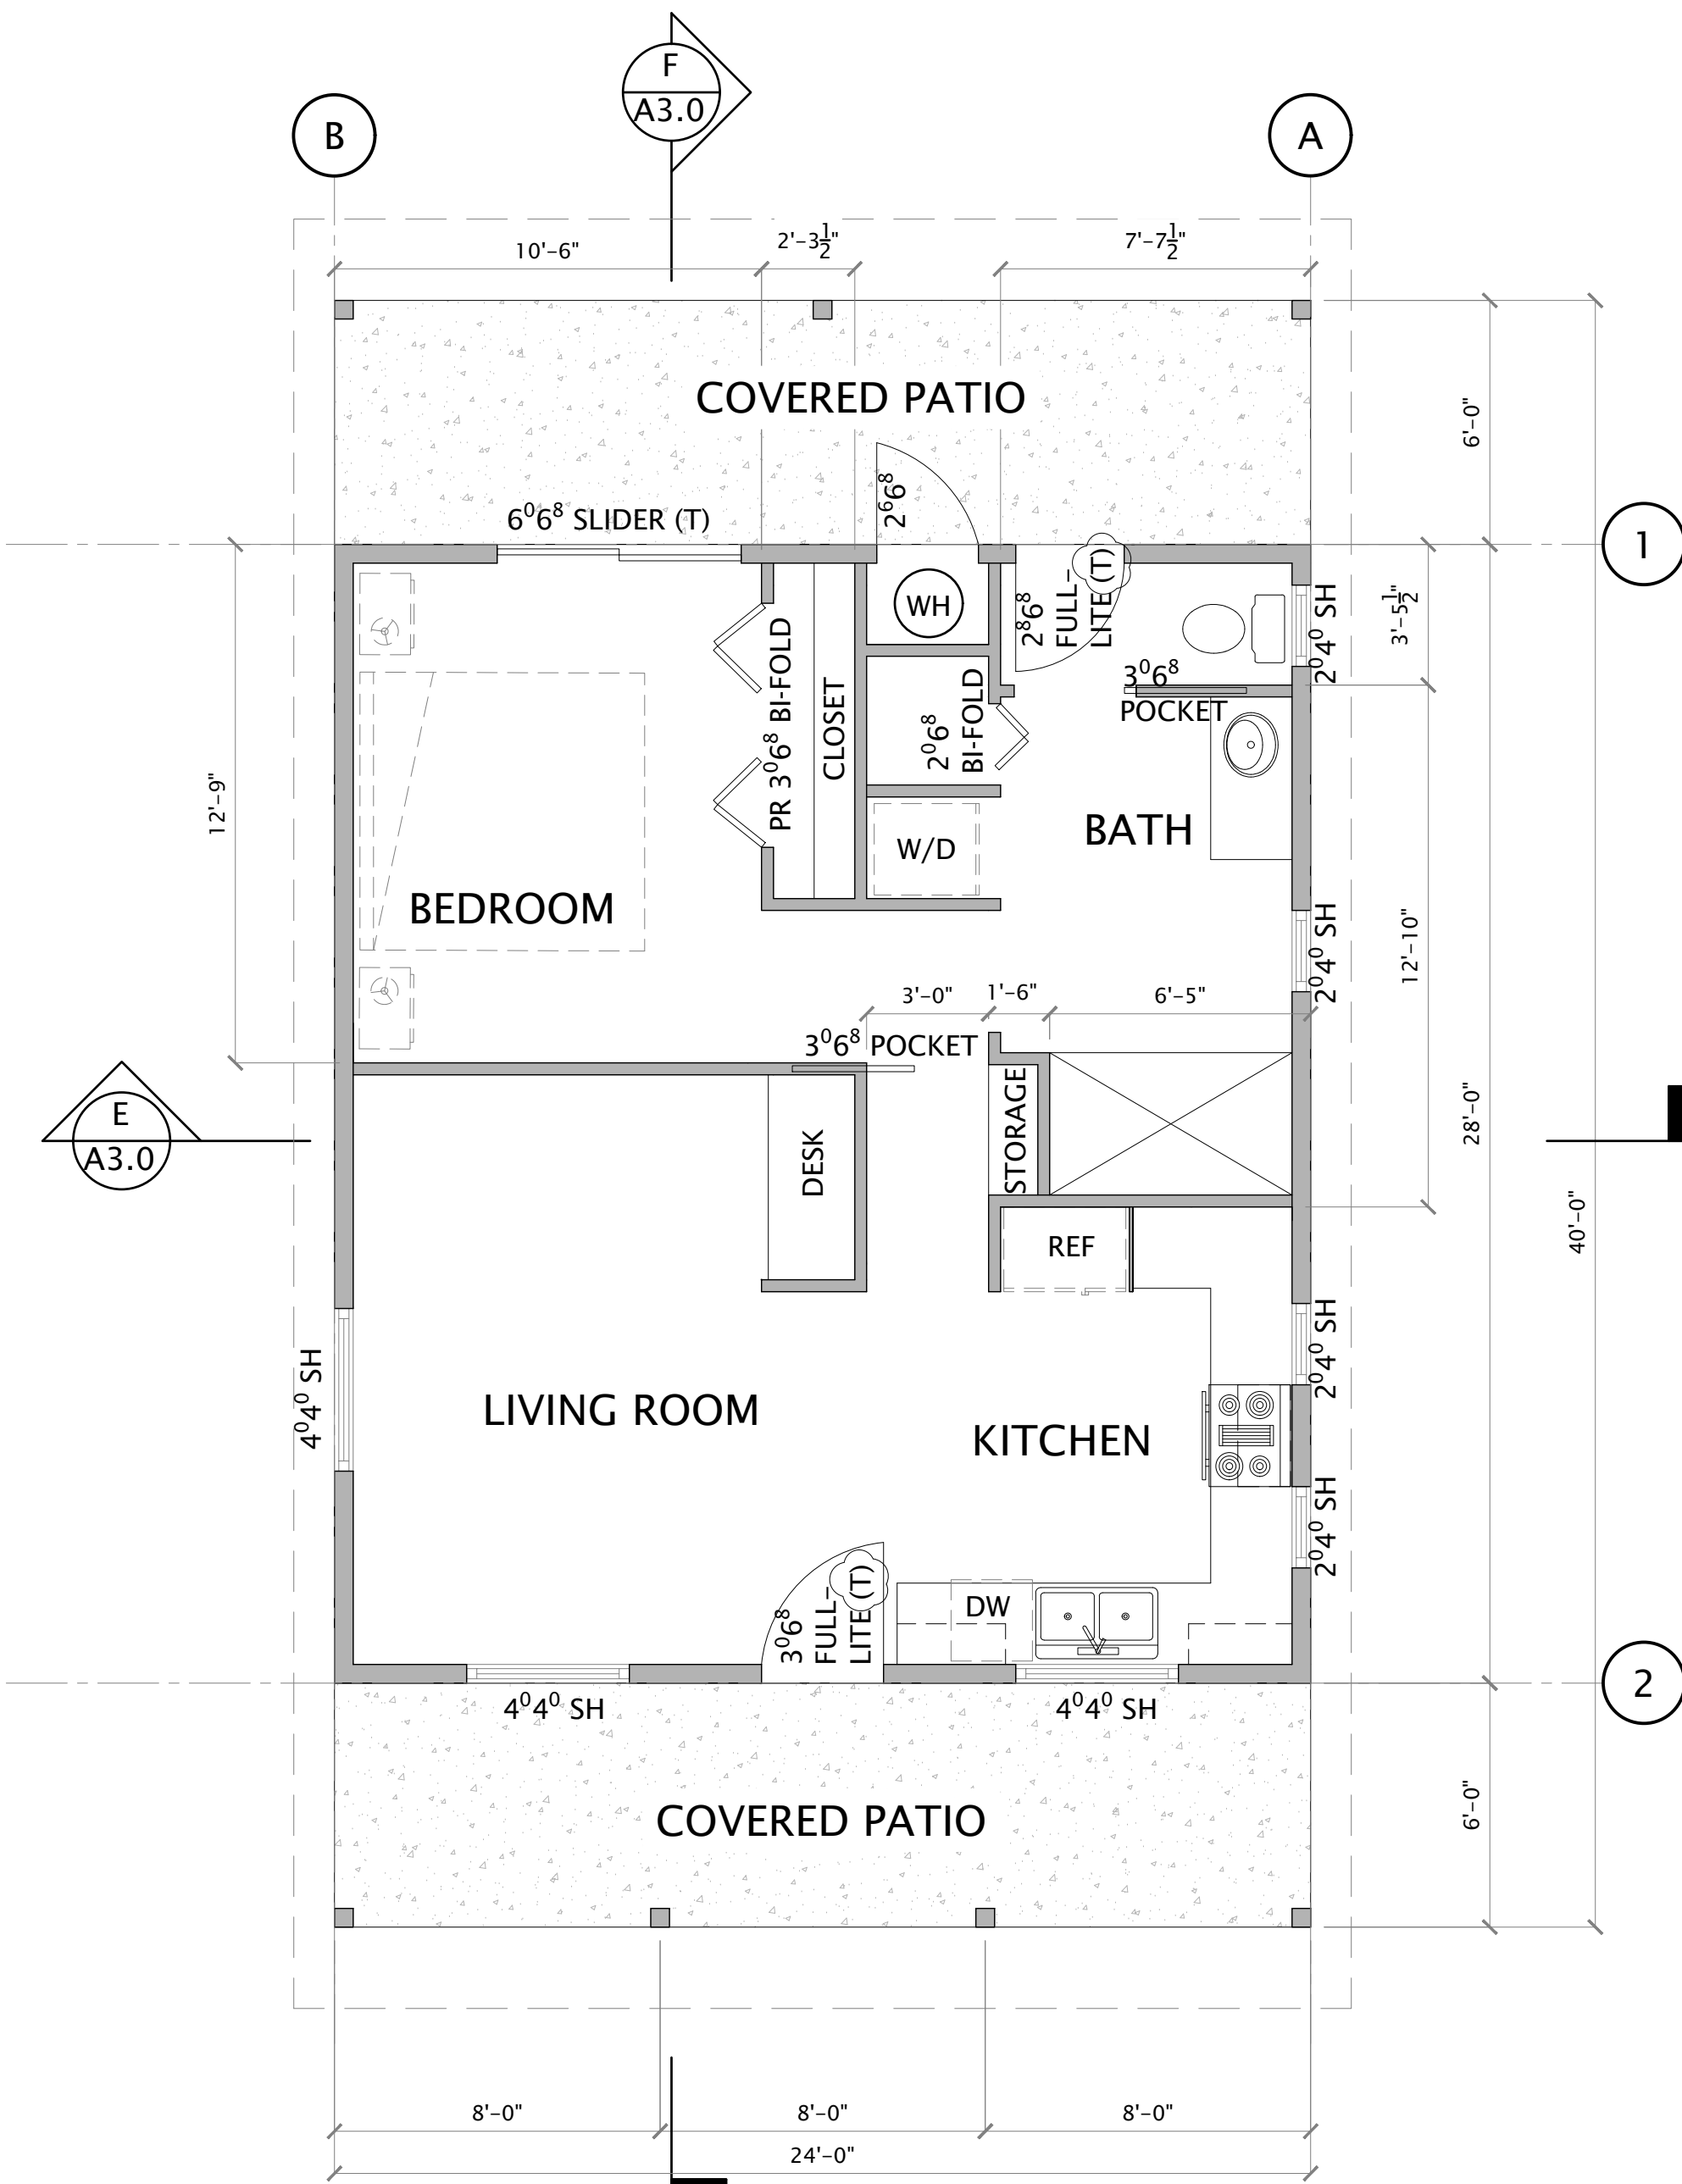 F
A3.0
B
A
10'-6"
2'-3½"
7'-7½"
COVERED PATIO
6'-0"
2⁶6⁸
6⁰6⁸ SLIDER (T)
1
WH
2⁸6⁸
FULL-
LITE (T)
2⁰4⁰ SH
3'-5½"
3⁰6⁸
POCKET
PR 3⁰6⁸ BI-FOLD
CLOSET
2⁰6⁸
BI-FOLD
12'-9"
BATH
W/D
BEDROOM
2⁰4⁰ SH
12'-10"
3'-0"
1'-6"
6'-5"
3⁰6⁸ POCKET
E
A3.0
DESK
STORAGE
28'-0"
40'-0"
REF
4⁰4⁰ SH
2⁰4⁰ SH
LIVING ROOM
KITCHEN
2⁰4⁰ SH
3⁰6⁸
FULL-
LITE (T)
DW
2
4⁰4⁰ SH
4⁰4⁰ SH
COVERED PATIO
6'-0"
8'-0"
8'-0"
8'-0"
24'-0"